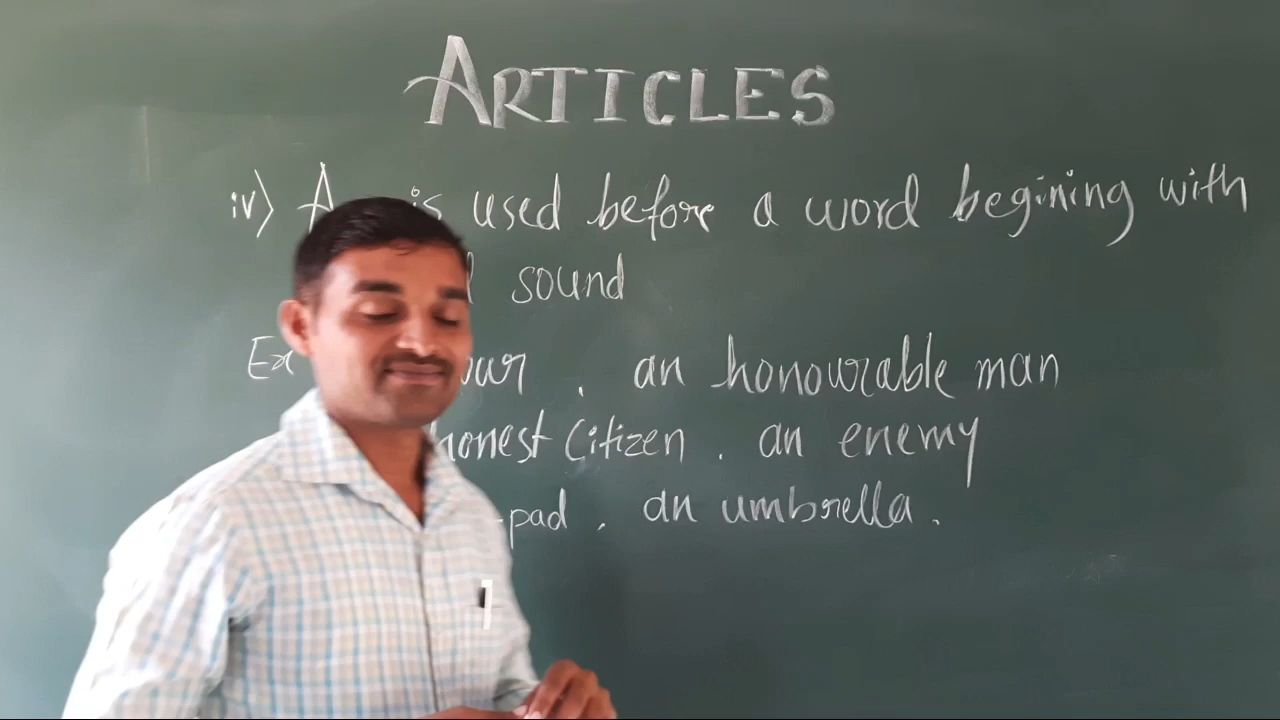 ARTICLES
iv) is used before a word begining with
sound
an honourable man
honest Citizen . an enemy
-pad , an umbrella .